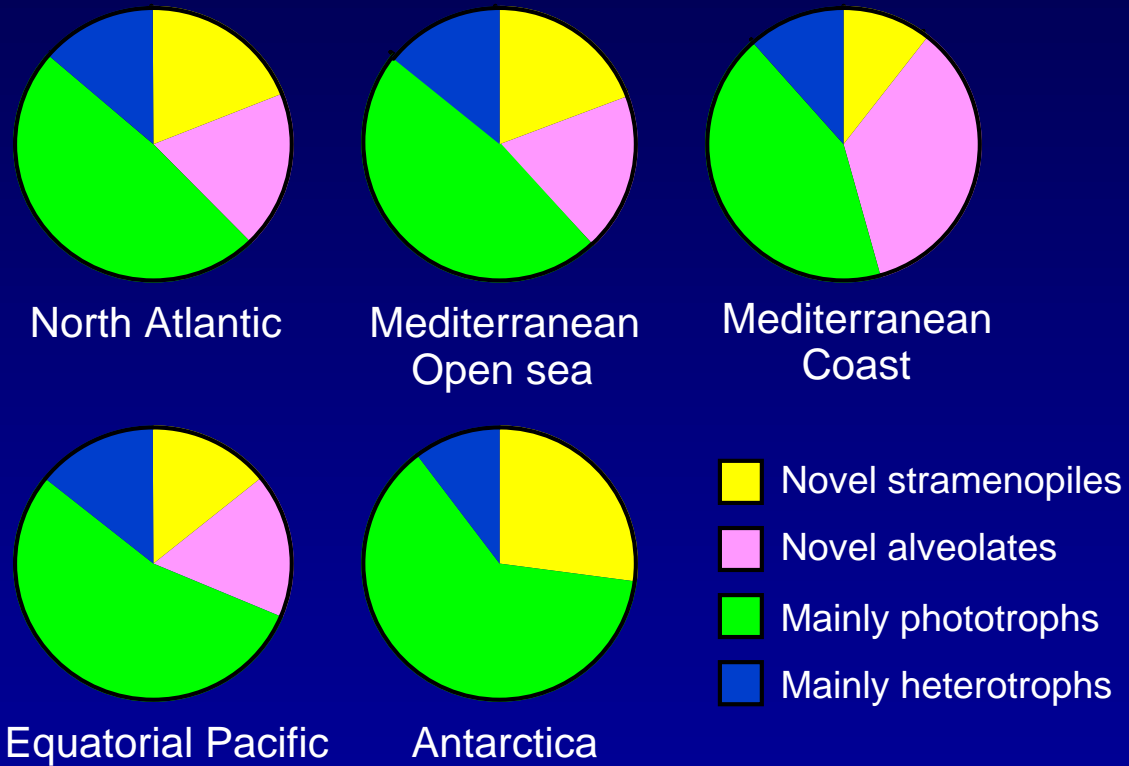 North Atlantic
Mediterranean
Open sea
Mediterranean
Coast
Equatorial Pacific
Antarctica
Novel stramenopiles
Novel alveolates
Mainly phototrophs
Mainly heterotrophs